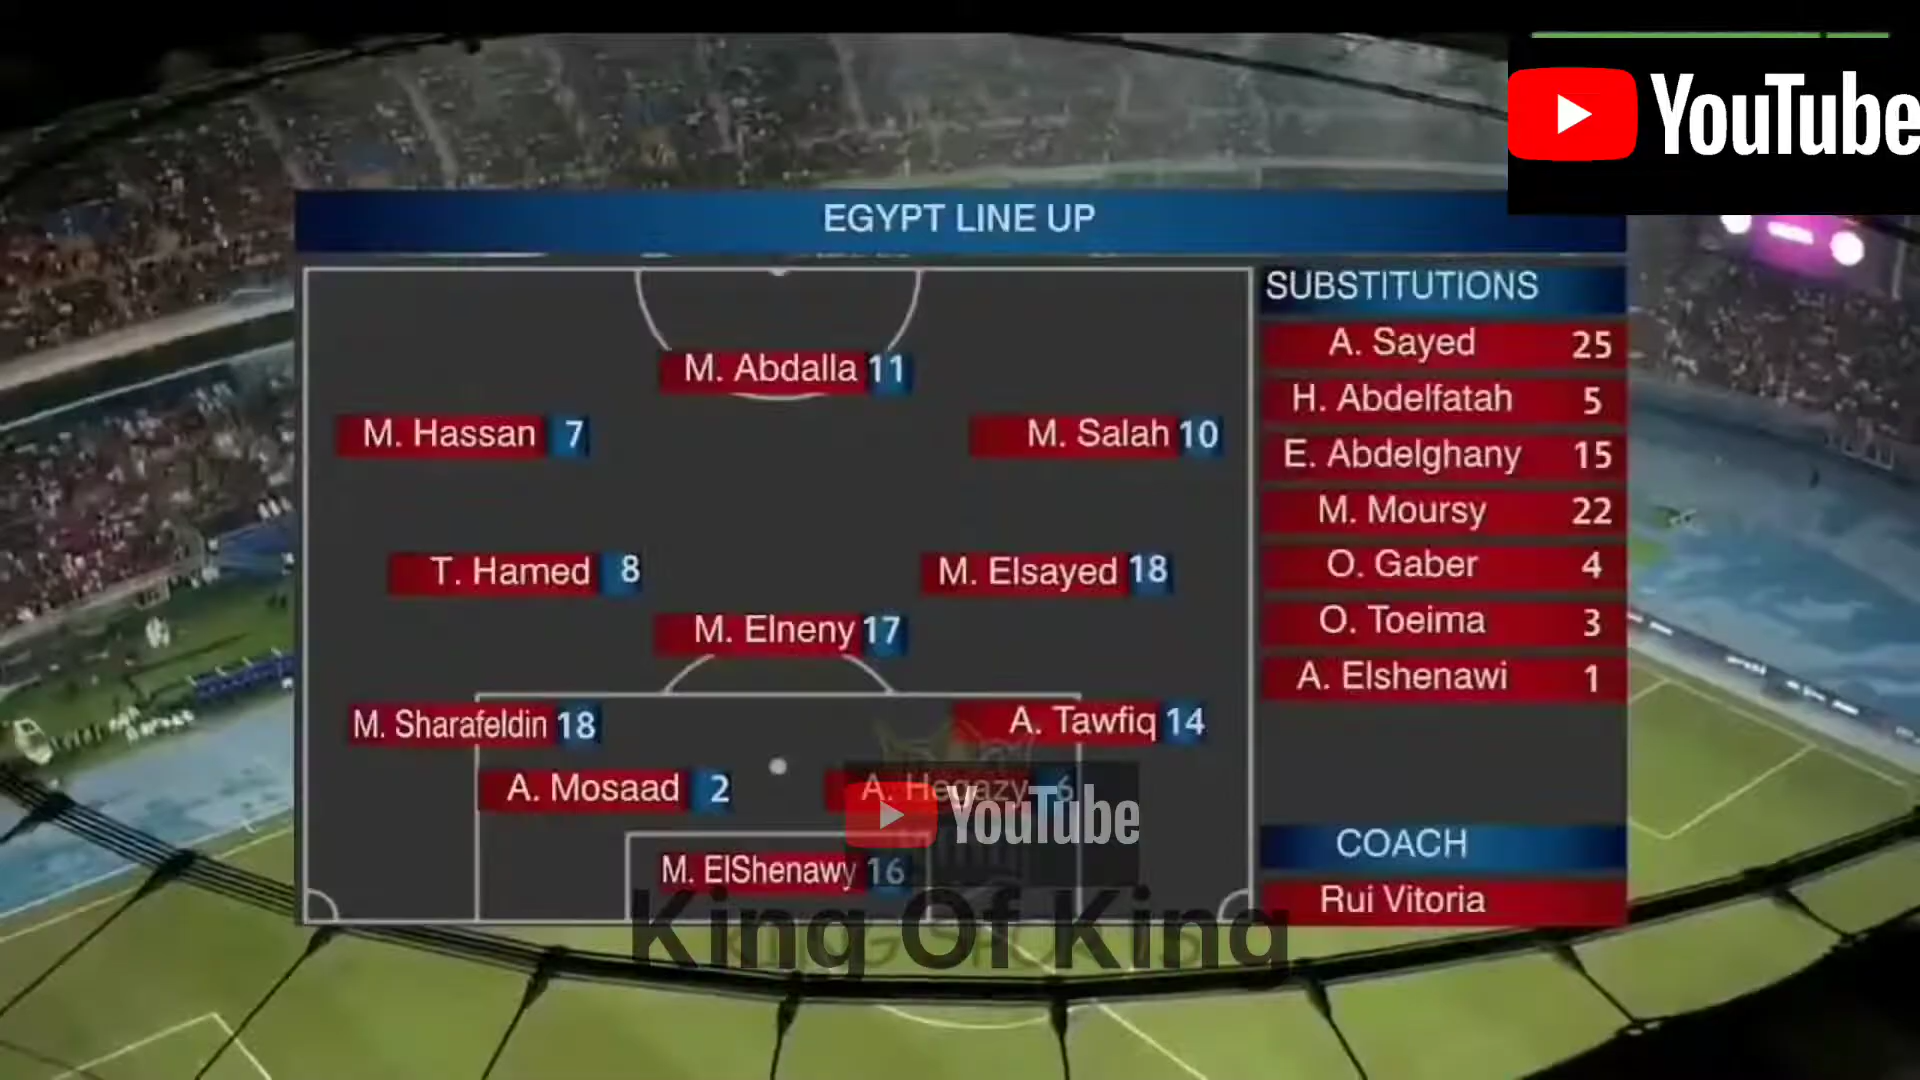 YouTube
EGYPT LINE UP
M. Abdalla 11
M. Hassan 7
M. Salah 10
T. Hamed 8
M. Elsayed 18
M. Elneny 17
M. Sharafeldin 18
A. Tawfiq 14
A. Mosaad 2
A. Hegazy 6
M. ElShenawy 16
SUBSTITUTIONS
A. Sayed 25
H. Abdelfatah 5
E. Abdelghany 15
M. Moursy 22
O. Gaber 4
O. Toeima 3
A. Elshenawi 1
COACH
Rui Vitoria
YouTube
King Of King